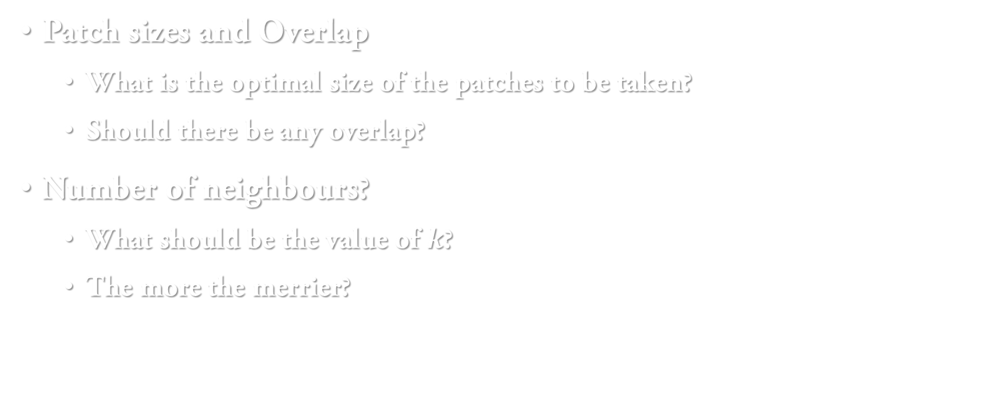 • Patch sizes and Overlap
• What is the optimal size of the patches to be taken?
• Should there be any overlap?
• Number of neighbours?
• What should be the value of k?
• The more the merrier?